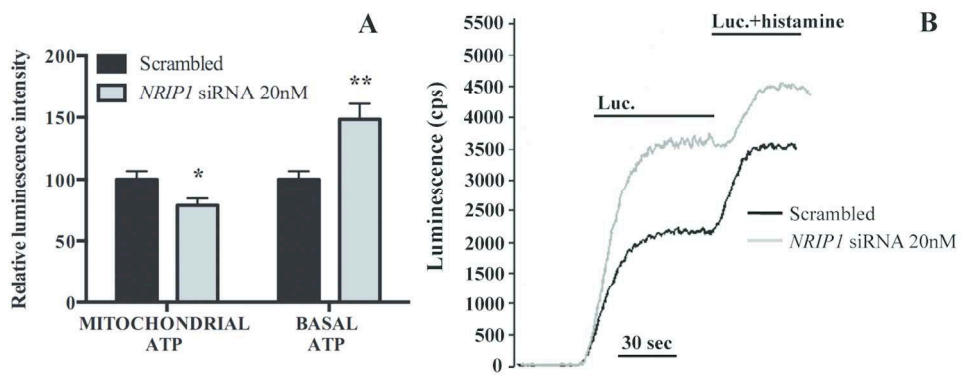 A
Relative luminescence intensity
200
150
100
50
0
Scrambled
NRIP1 siRNA 20nM
*
**
MITOCHONDRIAL
ATP
BASAL
ATP
B
Luminescence (cps)
5500
5000
4500
4000
3500
3000
2500
2000
1500
1000
500
0
Luc.
Luc.+histamine
Scrambled
NRIP1 siRNA 20nM
30 sec